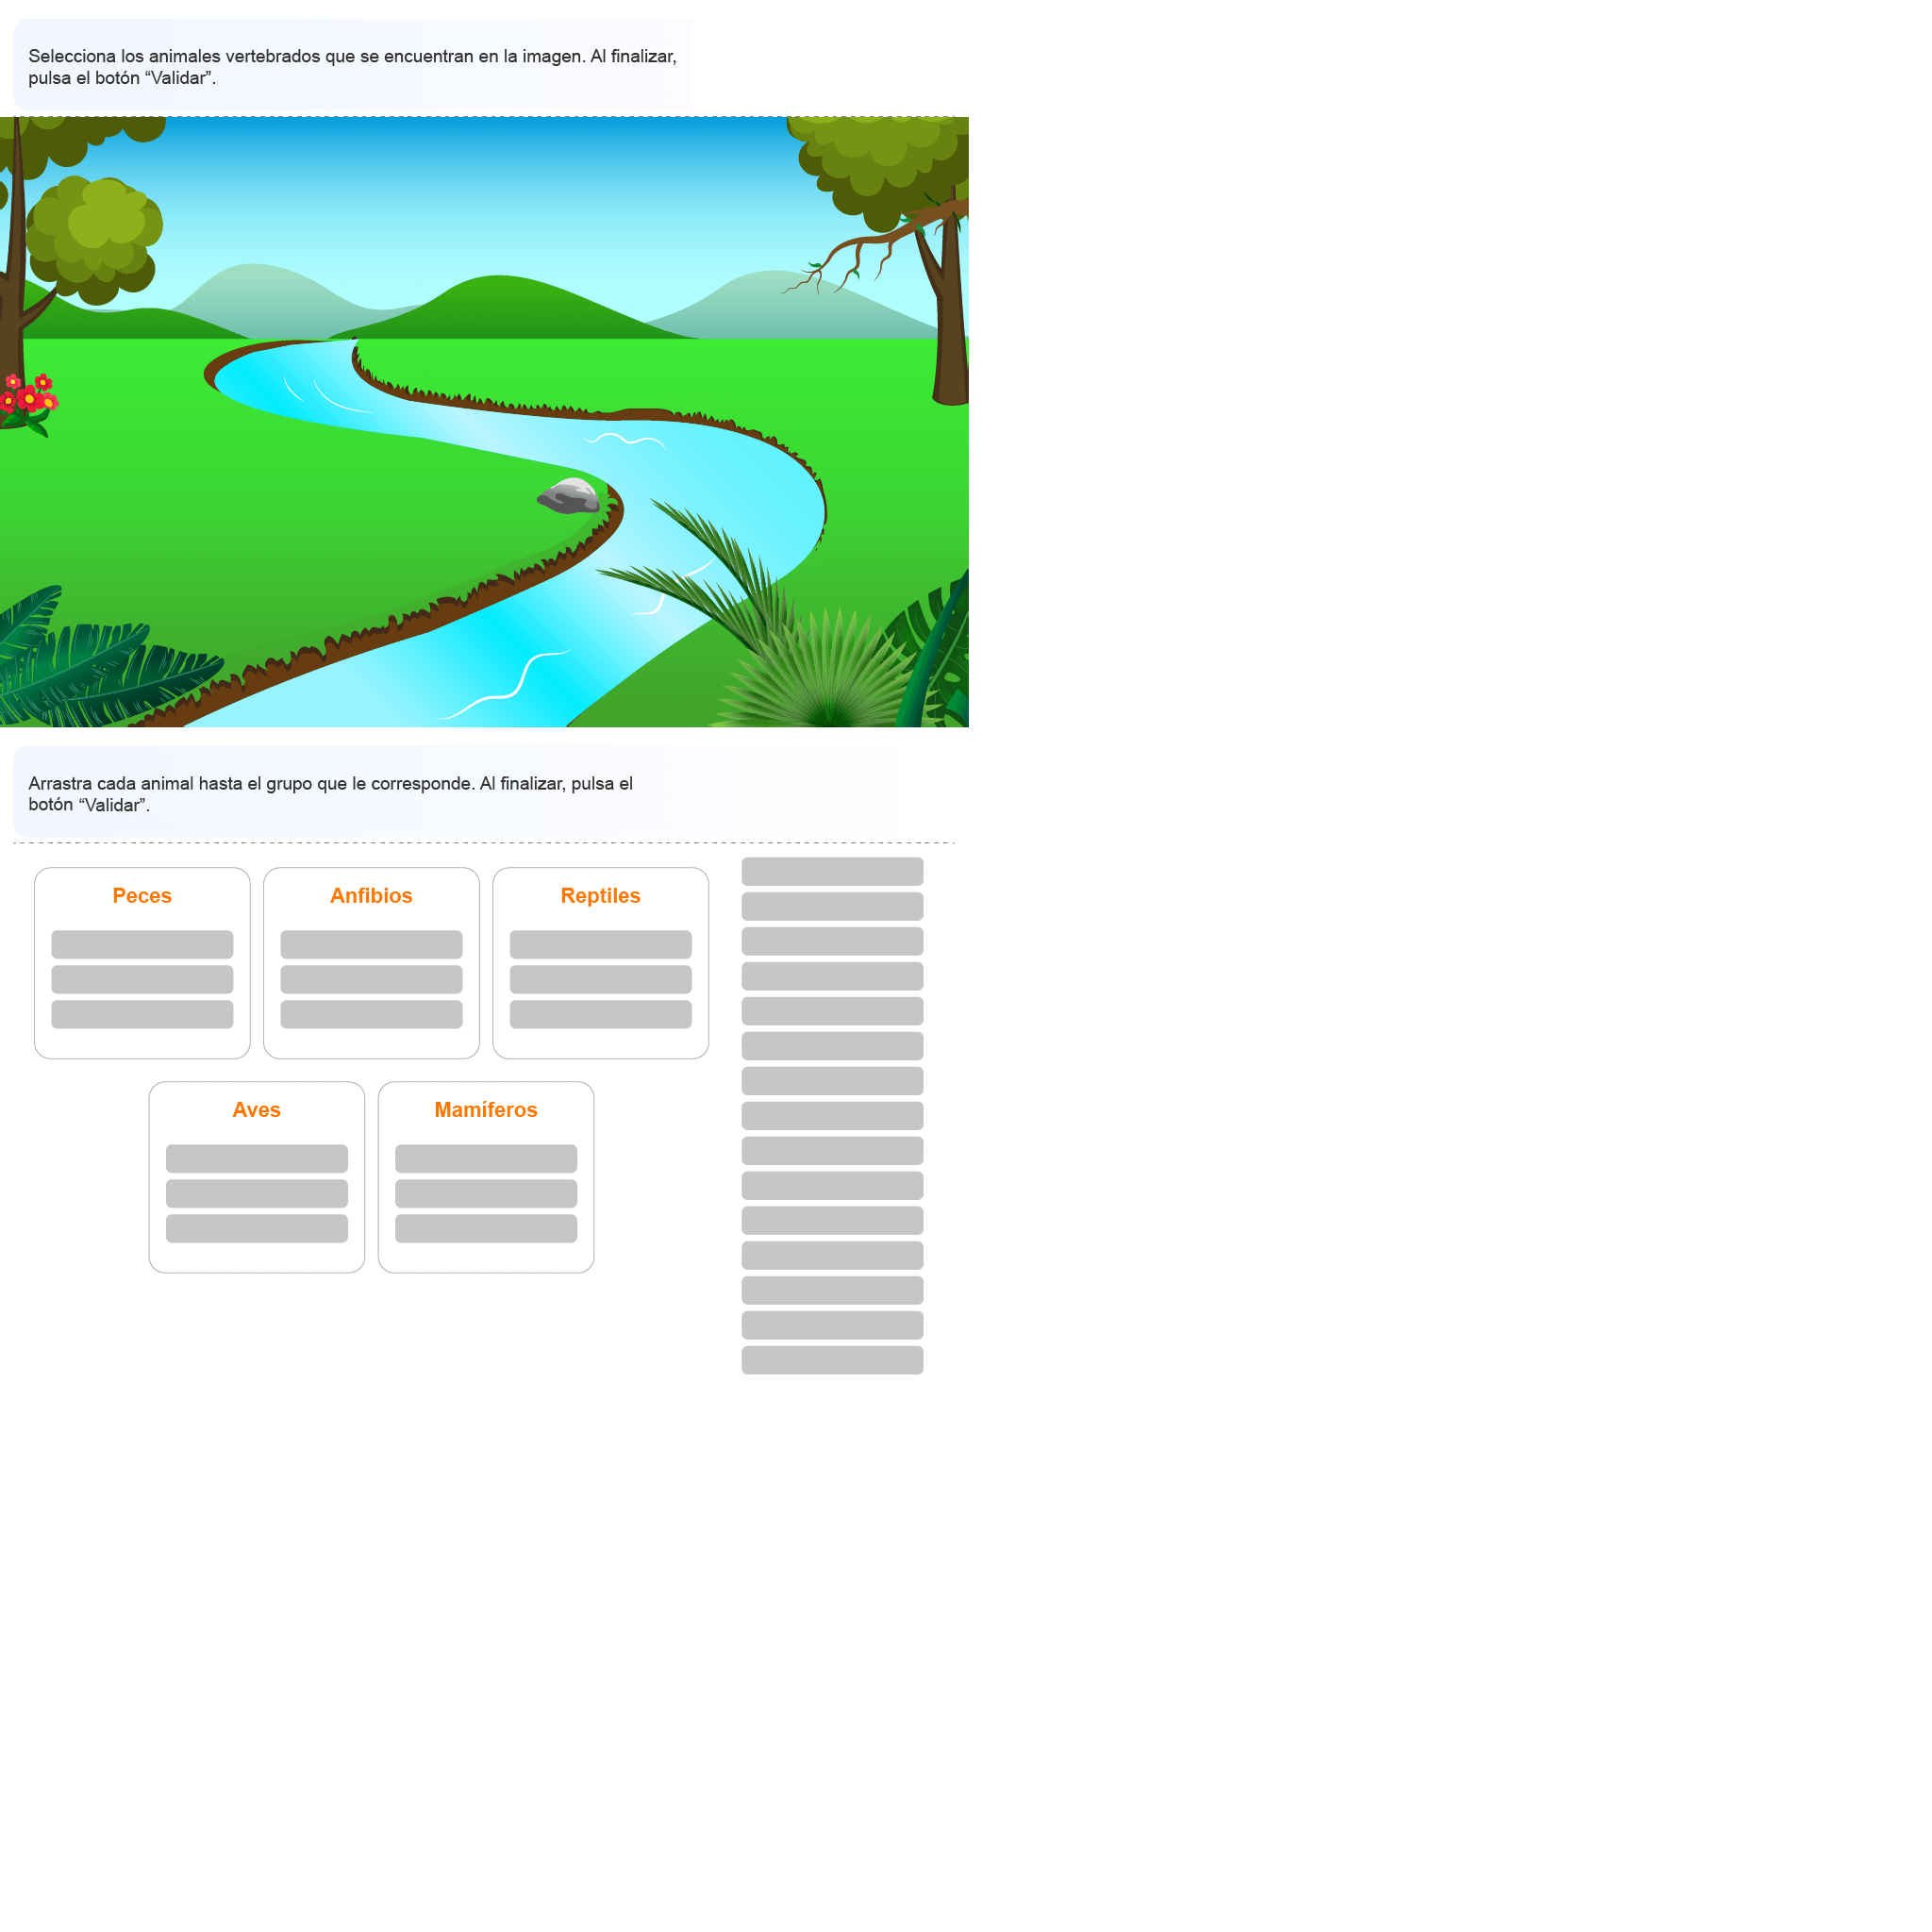 Selecciona los animales vertebrados que se encuentran en la imagen. Al finalizar,
pulsa el botón “Validar”.
Arrastra cada animal hasta el grupo que le corresponde. Al finalizar, pulsa el
botón “Validar”.
Peces
Anfibios
Reptiles
Aves
Mamíferos